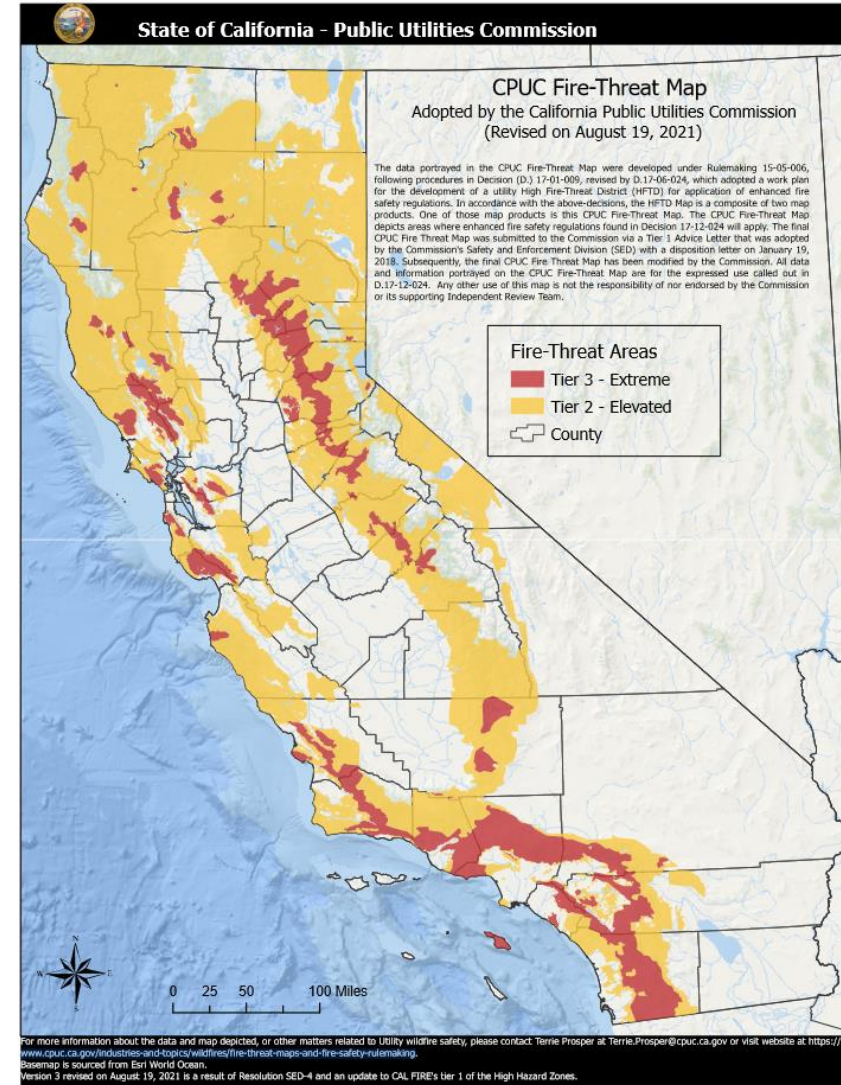 State of California - Public Utilities Commission
CPUC Fire-Threat Map
Adopted by the California Public Utilities Commission
(Revised on August 19, 2021)
The data portrayed in the CPUC Fire-Threat Map were developed under Rulemaking 15-05-006,
following procedures in Decision (D.) 17-01-009, revised by D.17-06-024, which adopted a work plan
for the development of a utility High Fire-Threat District (HFTD) for application of enhanced fire
safety regulations. In accordance with the above-decisions, the HFTD Map is a composite of two map
products. One of those map products is this CPUC Fire-Threat Map. The CPUC Fire-Threat Map
depicts areas where enhanced fire safety regulations found in Decision 17-12-024 will apply. The final
CPUC Fire Threat Map was submitted to the Commission via a Tier 1 Advice Letter that was adopted
by the Commission's Safety and Enforcement Division (SED) with a disposition letter on January 19,
2018. Subsequently, the final CPUC Fire Threat Map has been modified by the Commission. All data
and information portrayed on the CPUC Fire-Threat Map are for the expressed use called out in
D.17-12-024. Any other use of this map is not the responsibility of nor endorsed by the Commission
or its supporting Independent Review Team.
Fire-Threat Areas
Tier 3 - Extreme
Tier 2 - Elevated
County
N
W E
S
0 25 50 100 Miles
For more information about the data and map depicted, or other matters related to Utility wildfire safety, please contact Terrie Prosper at Terrie.Prosper@cpuc.ca.gov or visit website at https://
www.cpuc.ca.gov/industries-and-topics/wildfires/fire-threat-maps-and-fire-safety-rulemaking.
Basemap is sourced from Esri World Ocean.
Version 3 revised on August 19, 2021 is a result of Resolution SED-4 and an update to CAL FIRE's tier 1 of the High Hazard Zones.